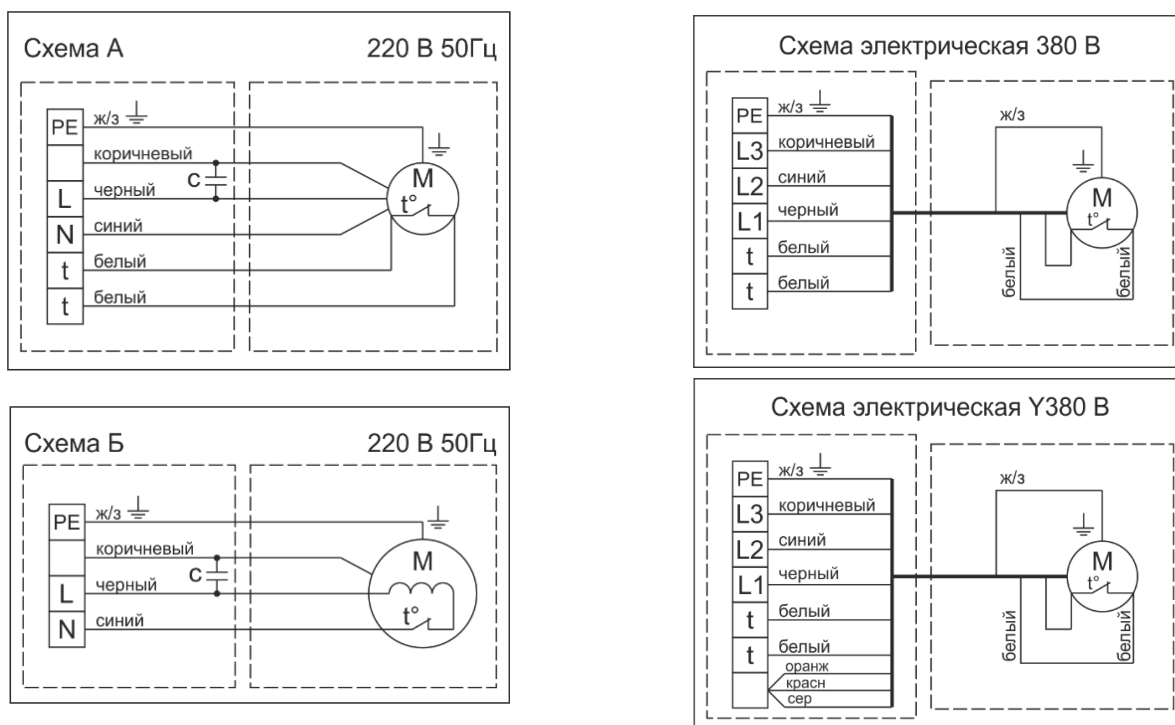 Схема А 220 В 50Гц
PE ж/з
коричневый
C
L черный
N синий
t белый
t белый
M
t°
Схема Б 220 В 50Гц
PE ж/з
коричневый
C
L черный
N синий
M
t°
Схема электрическая 380 В
PE ж/з
L3 коричневый
L2 синий
L1 черный
t белый
t белый
ж/з
M
t°
белый
белый
Схема электрическая Y380 В
PE ж/з
L3 коричневый
L2 синий
L1 черный
t белый
t белый
оранж
красн
сер
ж/з
M
t°
белый
белый